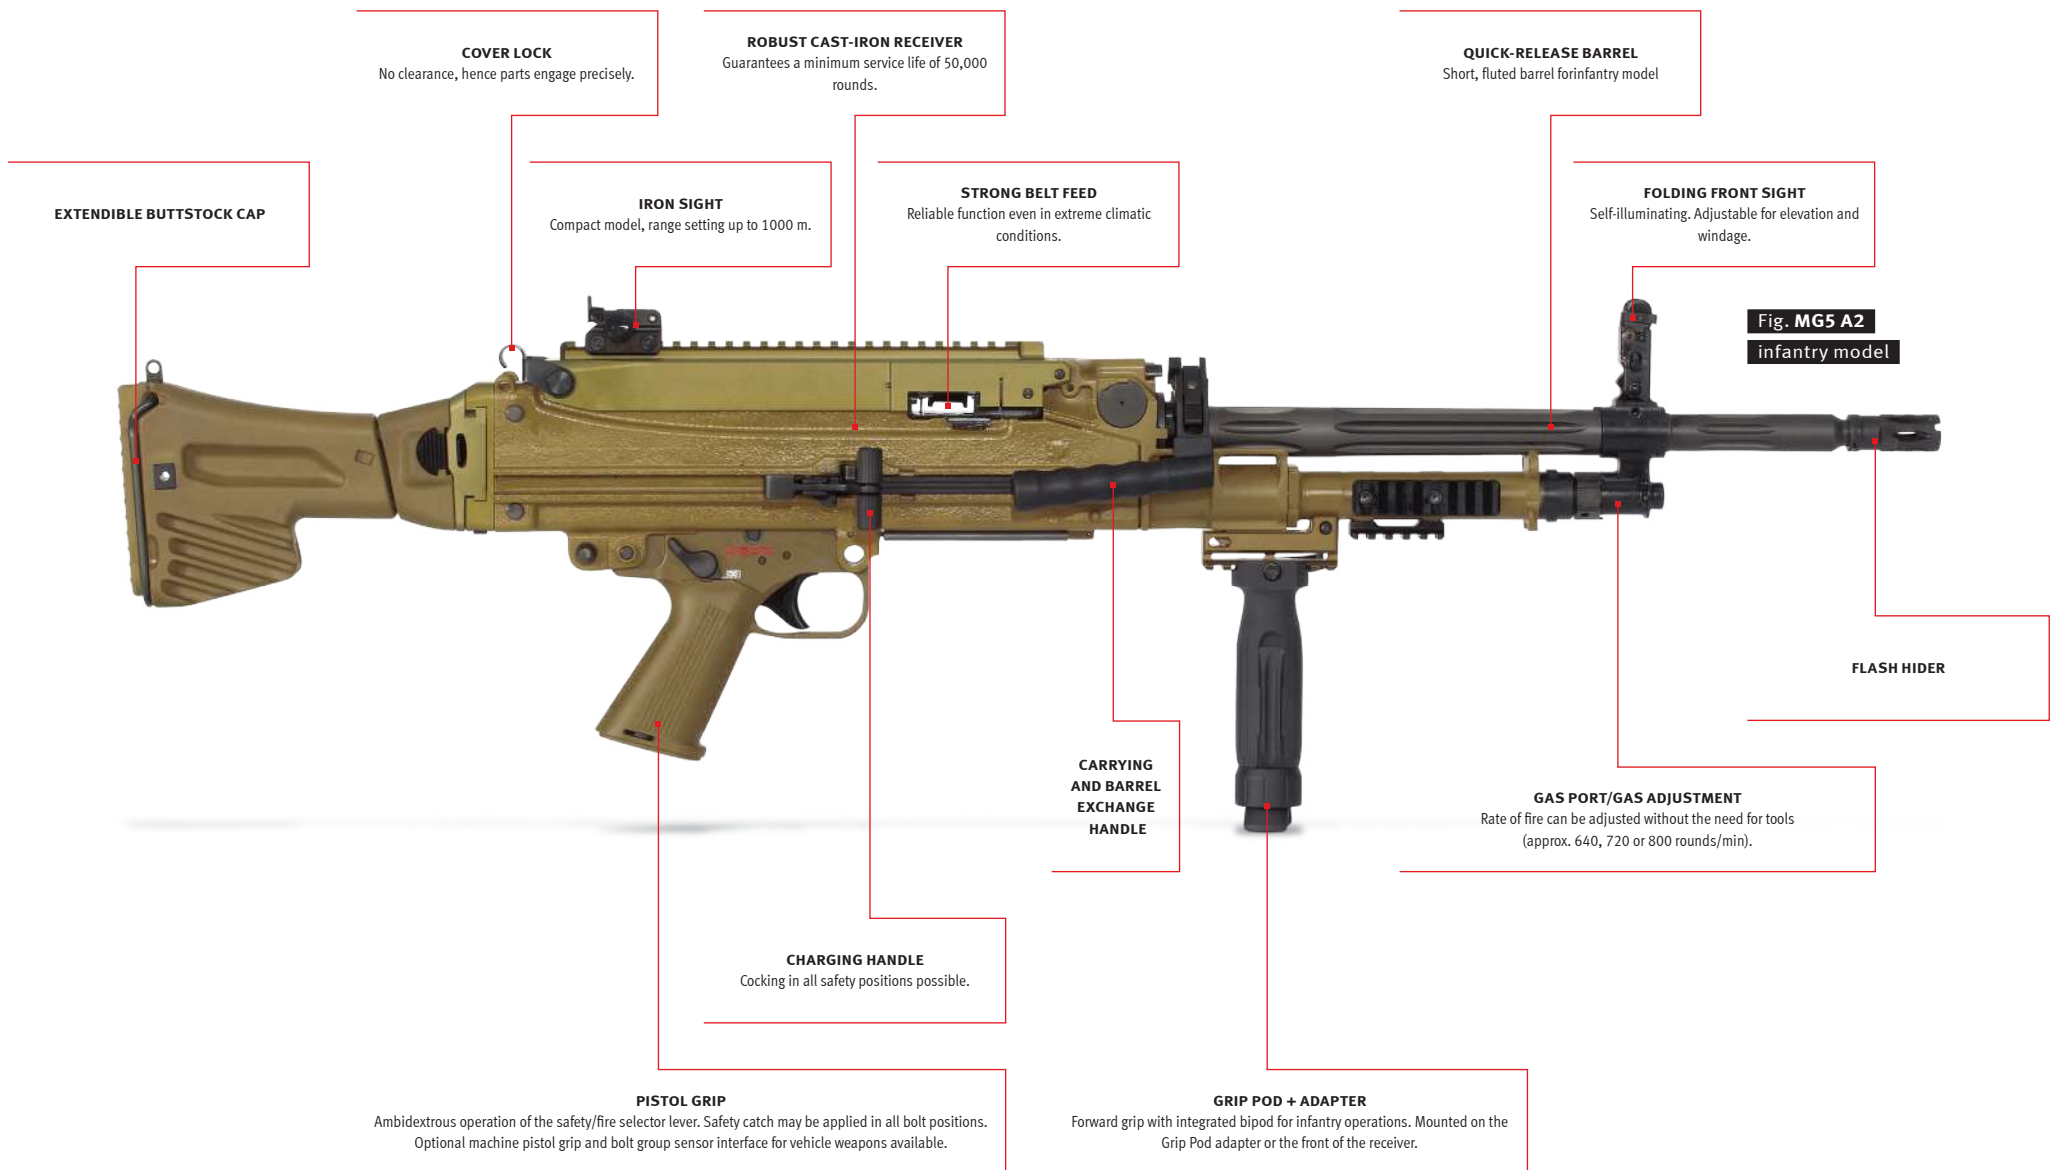 COVER LOCK
No clearance, hence parts engage precisely.
ROBUST CAST-IRON RECEIVER
Guarantees a minimum service life of 50,000
rounds.
QUICK-RELEASE BARREL
Short, fluted barrel forinfantry model
EXTENDIBLE BUTTSTOCK CAP
IRON SIGHT
Compact model, range setting up to 1000 m.
STRONG BELT FEED
Reliable function even in extreme climatic
conditions.
FOLDING FRONT SIGHT
Self-illuminating. Adjustable for elevation and
windage.
Fig. MG5 A2
infantry model
FLASH HIDER
CARRYING
AND BARREL
EXCHANGE
HANDLE
GAS PORT/GAS ADJUSTMENT
Rate of fire can be adjusted without the need for tools
(approx. 640, 720 or 800 rounds/min).
CHARGING HANDLE
Cocking in all safety positions possible.
PISTOL GRIP
Ambidextrous operation of the safety/fire selector lever. Safety catch may be applied in all bolt positions.
Optional machine pistol grip and bolt group sensor interface for vehicle weapons available.
GRIP POD + ADAPTER
Forward grip with integrated bipod for infantry operations. Mounted on the
Grip Pod adapter or the front of the receiver.